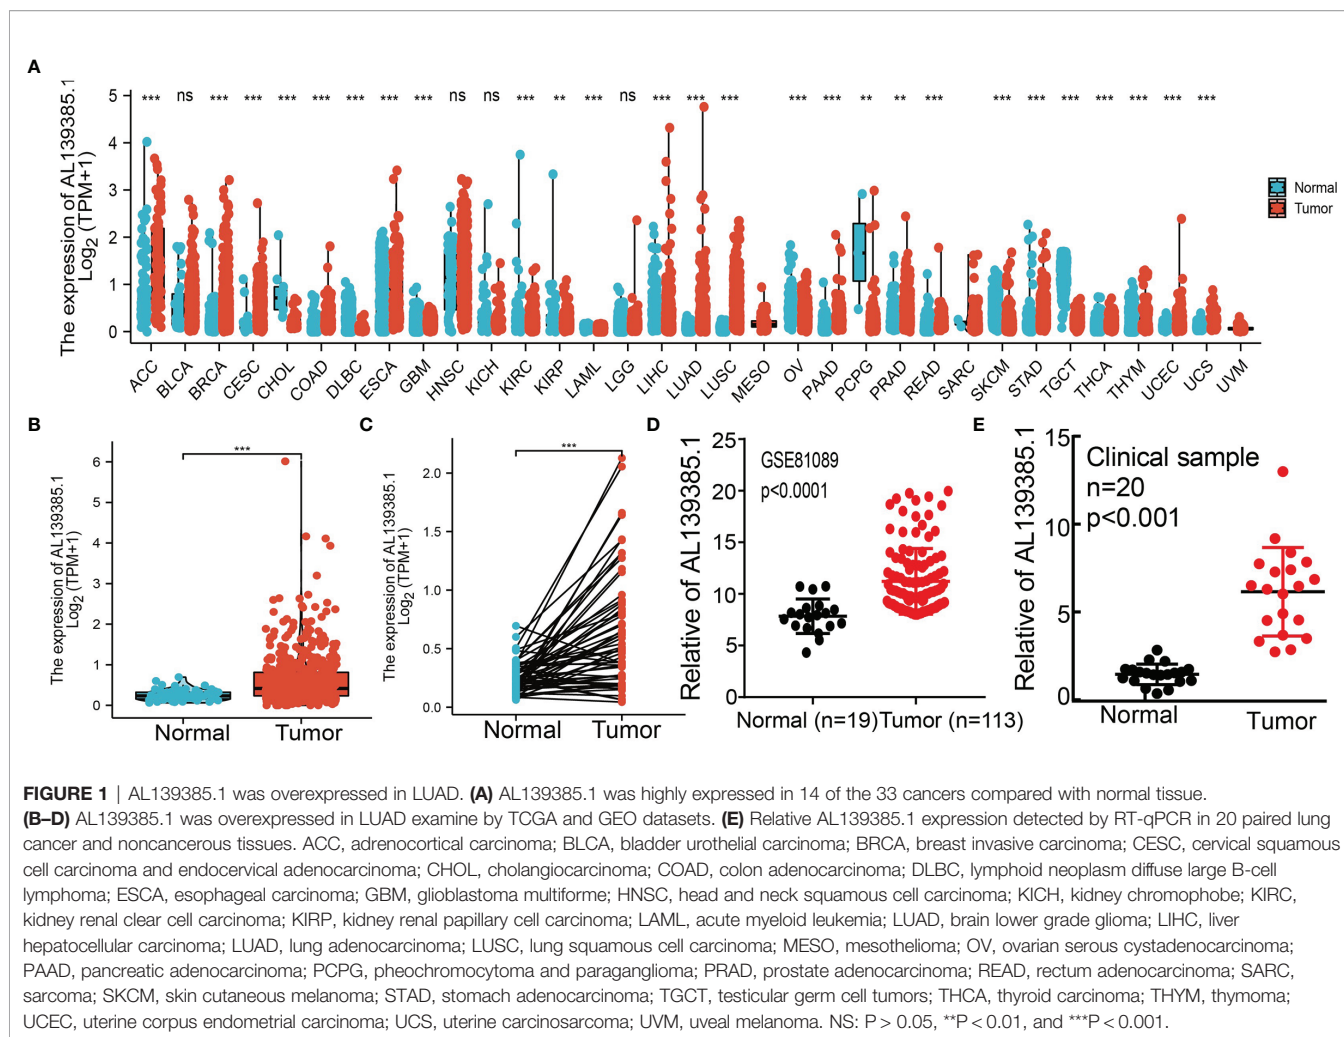 A
The expression of AL139385.1
Log2 (TPM+1)
5
4
3
2
1
0
*** ns *** *** *** *** *** *** *** ns ns *** ** *** ns *** *** *** *** *** ** ** *** *** *** *** *** *** *** ***
Normal
Tumor
ACC BLCA BRCA CESC CHOL COAD DLBC ESCA GBM HNSC KICH KIRC KIRP LAML LGG LIHC LUAD LUSC MESO OV PAAD PCPG PRAD READ SARC SKCM STAD TGCT THCA THYM UCEC UCS UVM
B
The expression of AL139385.1
Log2 (TPM+1)
6
5
4
3
2
1
0
***
Normal Tumor
C
The expression of AL139385.1
Log2 (TPM+1)
2.0
1.5
1.0
0.5
0.0
***
Normal Tumor
D
Relative of AL139385.1
25
20
15
10
5
0
GSE81089
p<0.0001
Normal (n=19) Tumor (n=113)
E
Relative of AL139385.1
15
10
5
0
Clinical sample
n=20
p<0.001
Normal Tumor
FIGURE 1 | AL139385.1 was overexpressed in LUAD. (A) AL139385.1 was highly expressed in 14 of the 33 cancers compared with normal tissue.
(B–D) AL139385.1 was overexpressed in LUAD examine by TCGA and GEO datasets. (E) Relative AL139385.1 expression detected by RT-qPCR in 20 paired lung
cancer and noncancerous tissues. ACC, adrenocortical carcinoma; BLCA, bladder urothelial carcinoma; BRCA, breast invasive carcinoma; CESC, cervical squamous
cell carcinoma and endocervical adenocarcinoma; CHOL, cholangiocarcinoma; COAD, colon adenocarcinoma; DLBC, lymphoid neoplasm diffuse large B-cell
lymphoma; ESCA, esophageal carcinoma; GBM, glioblastoma multiforme; HNSC, head and neck squamous cell carcinoma; KICH, kidney chromophobe; KIRC,
kidney renal clear cell carcinoma; KIRP, kidney renal papillary cell carcinoma; LAML, acute myeloid leukemia; LUAD, brain lower grade glioma; LIHC, liver
hepatocellular carcinoma; LUAD, lung adenocarcinoma; LUSC, lung squamous cell carcinoma; MESO, mesothelioma; OV, ovarian serous cystadenocarcinoma;
PAAD, pancreatic adenocarcinoma; PCPG, pheochromocytoma and paraganglioma; PRAD, prostate adenocarcinoma; READ, rectum adenocarcinoma; SARC,
sarcoma; SKCM, skin cutaneous melanoma; STAD, stomach adenocarcinoma; TGCT, testicular germ cell tumors; THCA, thyroid carcinoma; THYM, thymoma;
UCEC, uterine corpus endometrial carcinoma; UCS, uterine carcinosarcoma; UVM, uveal melanoma. NS: P > 0.05, **P < 0.01, and ***P < 0.001.